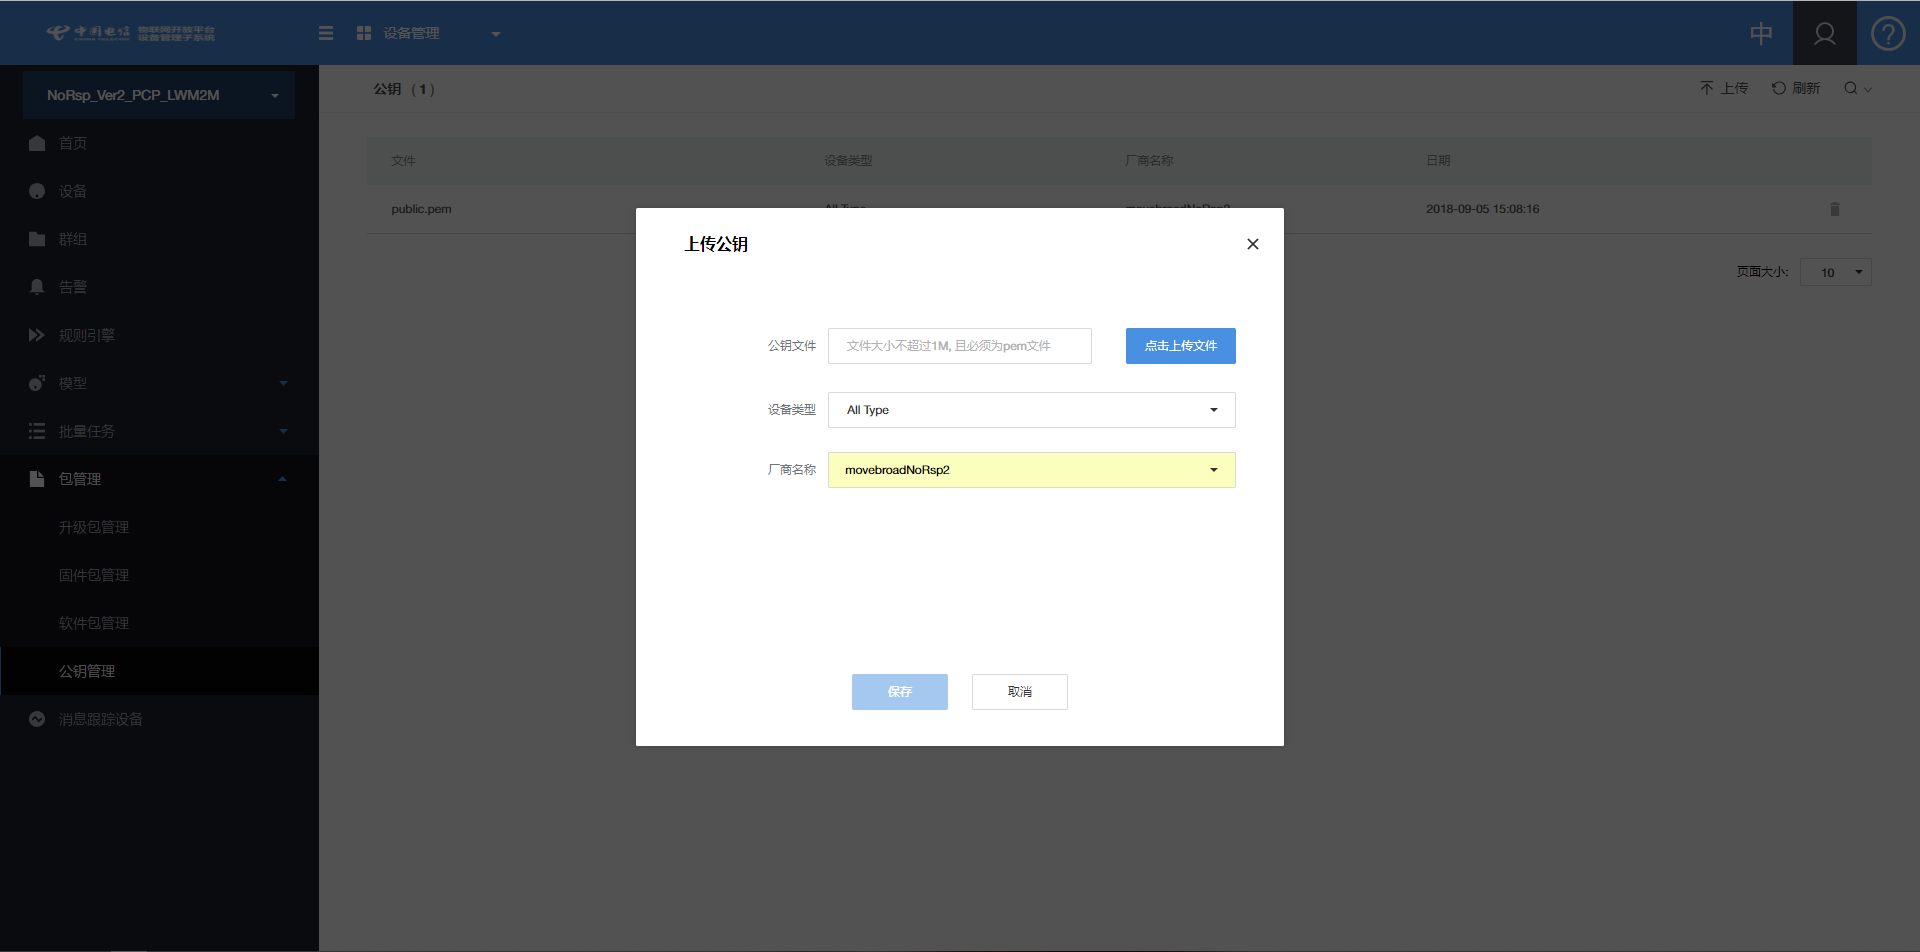 中国电信 物联网开放平台
CHINA TELECOM 设备管理子系统
设备管理
中
NoRsp_Ver2_PCP_LWM2M
首页
设备
群组
告警
规则引擎
模型
批量任务
包管理
升级包管理
固件包管理
软件包管理
公钥管理
消息跟踪设备
公钥 ( 1 )
上传 刷新
文件 设备类型 厂商名称 日期
public.pem All Type movebroadNoRsp2 2018-09-05 15:08:16
页面大小: 10
上传公钥
公钥文件 文件大小不超过1M, 且必须为pem文件 点击上传文件
设备类型 All Type
厂商名称 movebroadNoRsp2
保存 取消